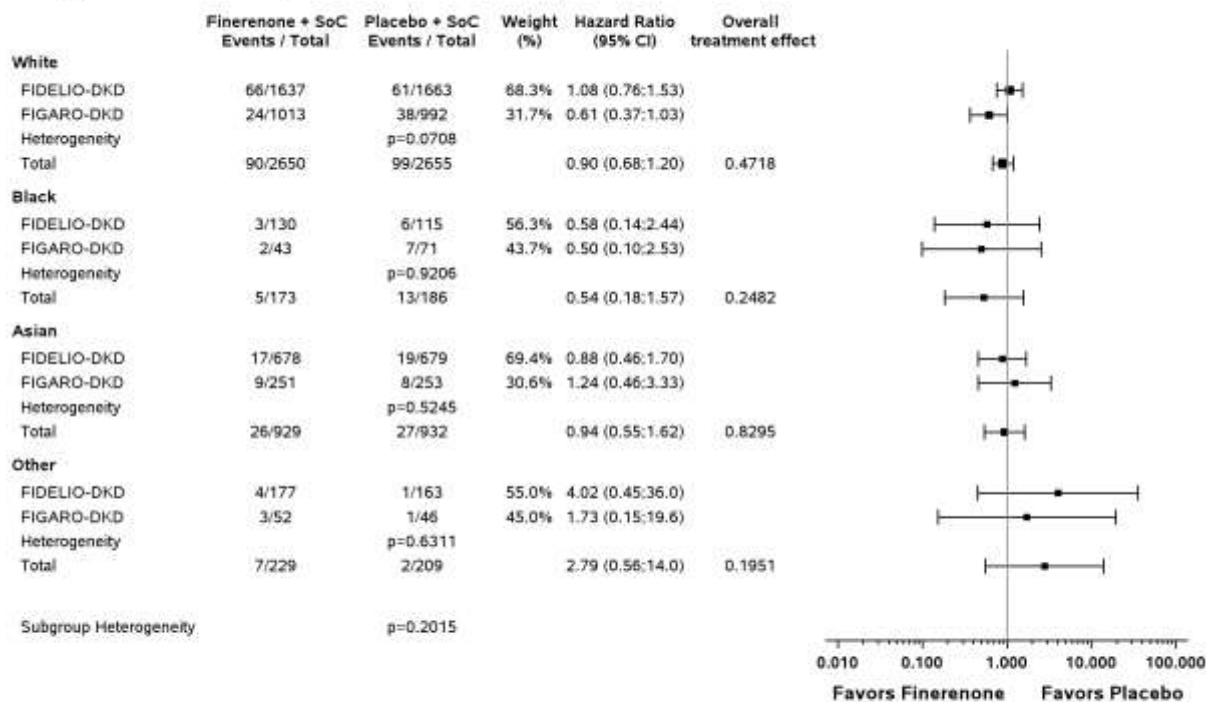 Finerenone + SoC Placebo + SoC Weight Hazard Ratio Overall
Events / Total Events / Total (%) (95% CI) treatment effect
White
FIDELIO-DKD 66/1637 61/1663 68.3% 1.08 (0.76;1.53)
FIGARO-DKD 24/1013 38/992 31.7% 0.61 (0.37;1.03)
Heterogeneity p=0.0708
Total 90/2650 99/2655 0.90 (0.68;1.20) 0.4718
Black
FIDELIO-DKD 3/130 6/115 56.3% 0.58 (0.14;2.44)
FIGARO-DKD 2/43 7/71 43.7% 0.50 (0.10;2.53)
Heterogeneity p=0.9206
Total 5/173 13/186 0.54 (0.18;1.57) 0.2482
Asian
FIDELIO-DKD 17/678 19/679 69.4% 0.88 (0.46;1.70)
FIGARO-DKD 9/251 8/253 30.6% 1.24 (0.46;3.33)
Heterogeneity p=0.5245
Total 26/929 27/932 0.94 (0.55;1.62) 0.8295
Other
FIDELIO-DKD 4/177 1/163 55.0% 4.02 (0.45;36.0)
FIGARO-DKD 3/52 1/46 45.0% 1.73 (0.15;19.6)
Heterogeneity p=0.6311
Total 7/229 2/209 2.79 (0.56;14.0) 0.1951
Subgroup Heterogeneity p=0.2015
0.010 0.100 1.000 10.000 100.000
Favors Finerenone Favors Placebo